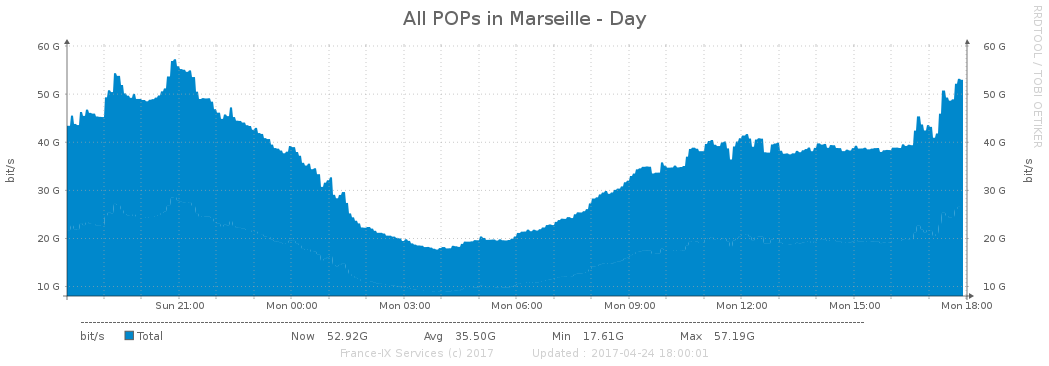 All POPs in Marseille - Day
RRDTOOL / TOBI OETIKER
bit/s
60 G
50 G
40 G
30 G
20 G
10 G
60 G
50 G
40 G
30 G
20 G
10 G
bit/s
Sun 21:00 Mon 00:00 Mon 03:00 Mon 06:00 Mon 09:00 Mon 12:00 Mon 15:00 Mon 18:00
bit/s Total Now 52.92G Avg 35.50G Min 17.61G Max 57.19G
France-IX Services (c) 2017 Updated : 2017-04-24 18:00:01